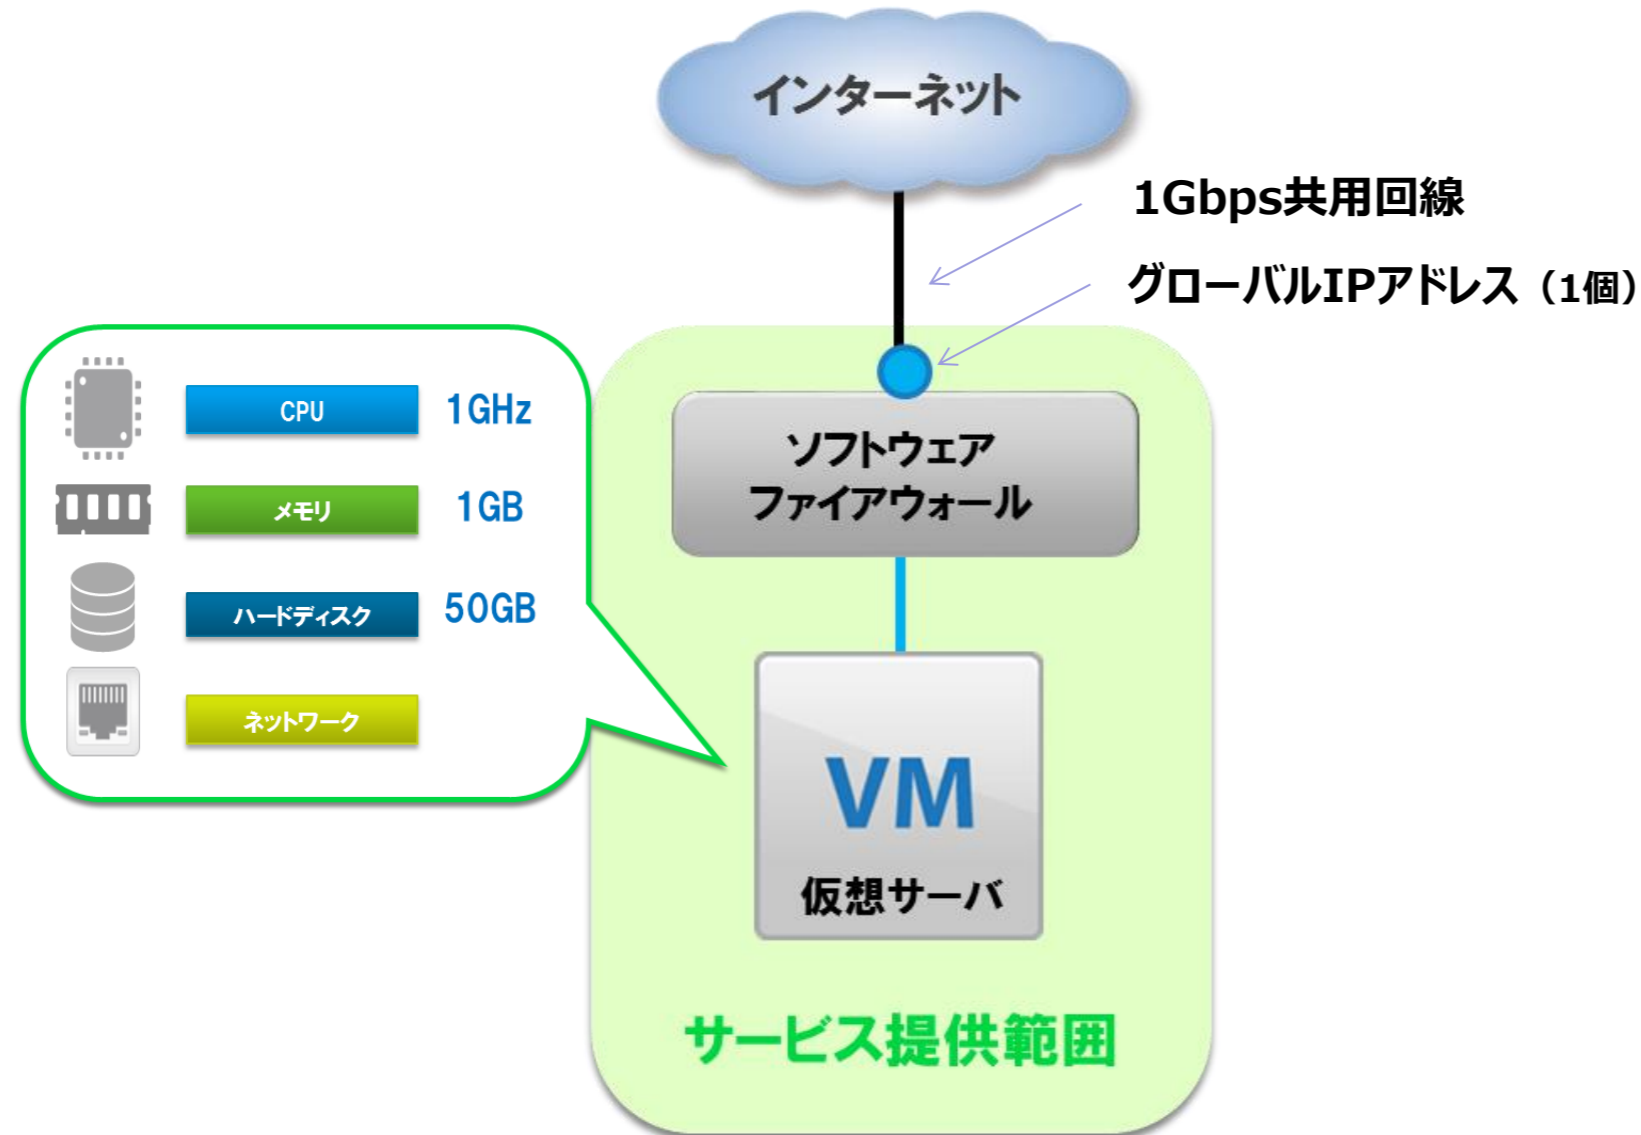 インターネット
1Gbps共用回線
グローバルIPアドレス（1個）
CPU 1GHz
メモリ 1GB
ハードディスク 50GB
ネットワーク
ソフトウェア
ファイアウォール
VM
仮想サーバ
サービス提供範囲